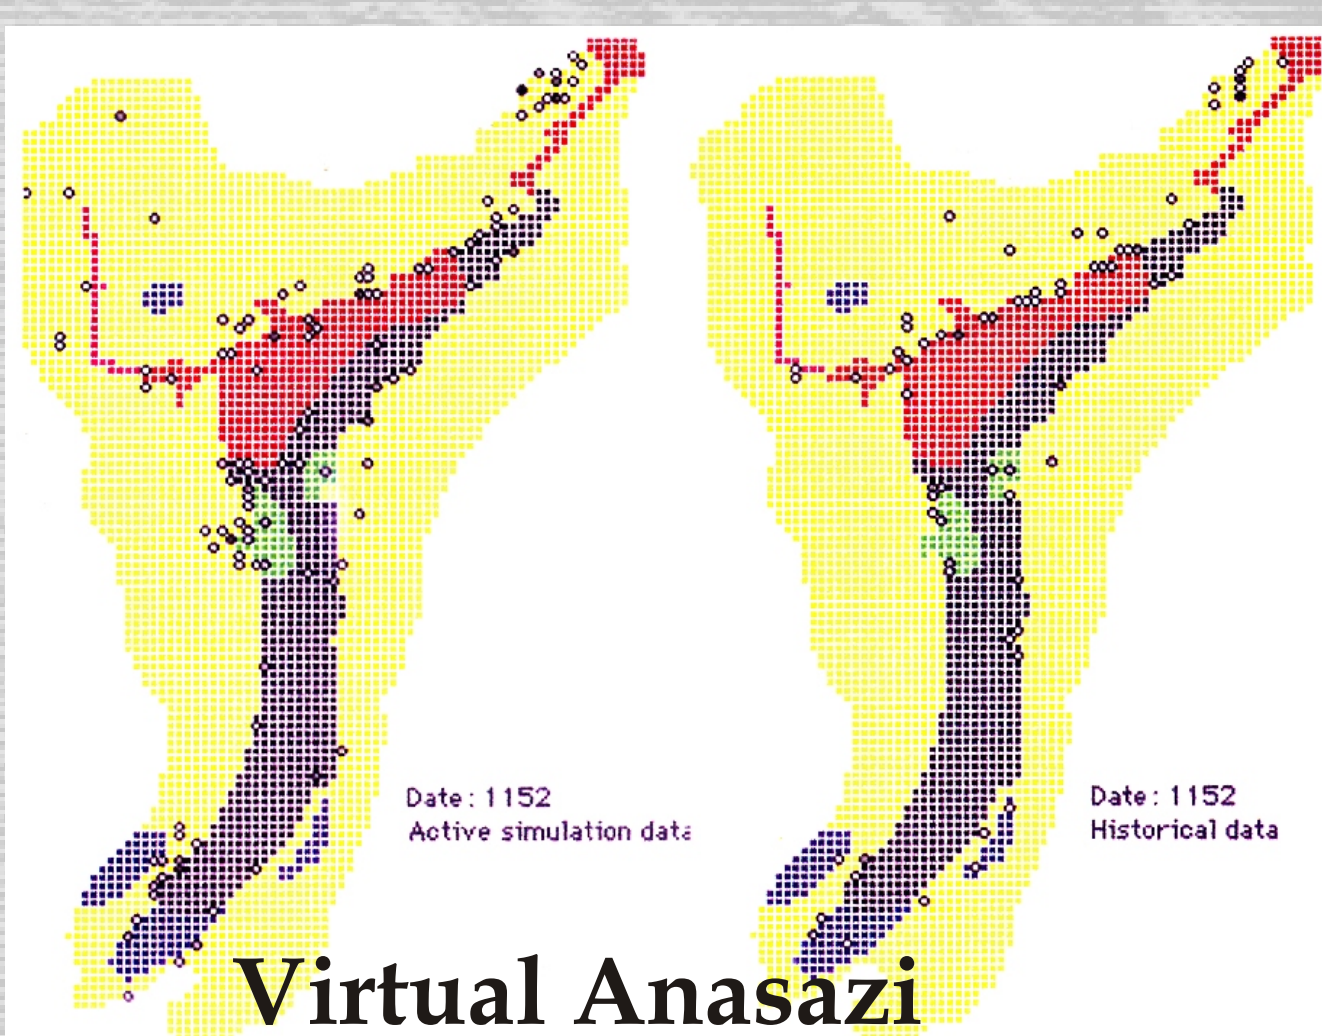 Date: 1152
Active simulation data
Date: 1152
Historical data
Virtual Anasazi